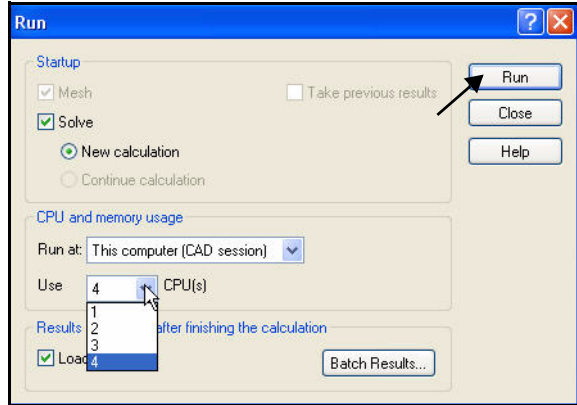 Run
Startup
Mesh
Take previous results
Solve
New calculation
Continue calculation
Run
Close
Help
CPU and memory usage
Run at: This computer (CAD session)
Use 4 CPU(s)
1
2
3
4
Results after finishing the calculation
Load
Batch Results...